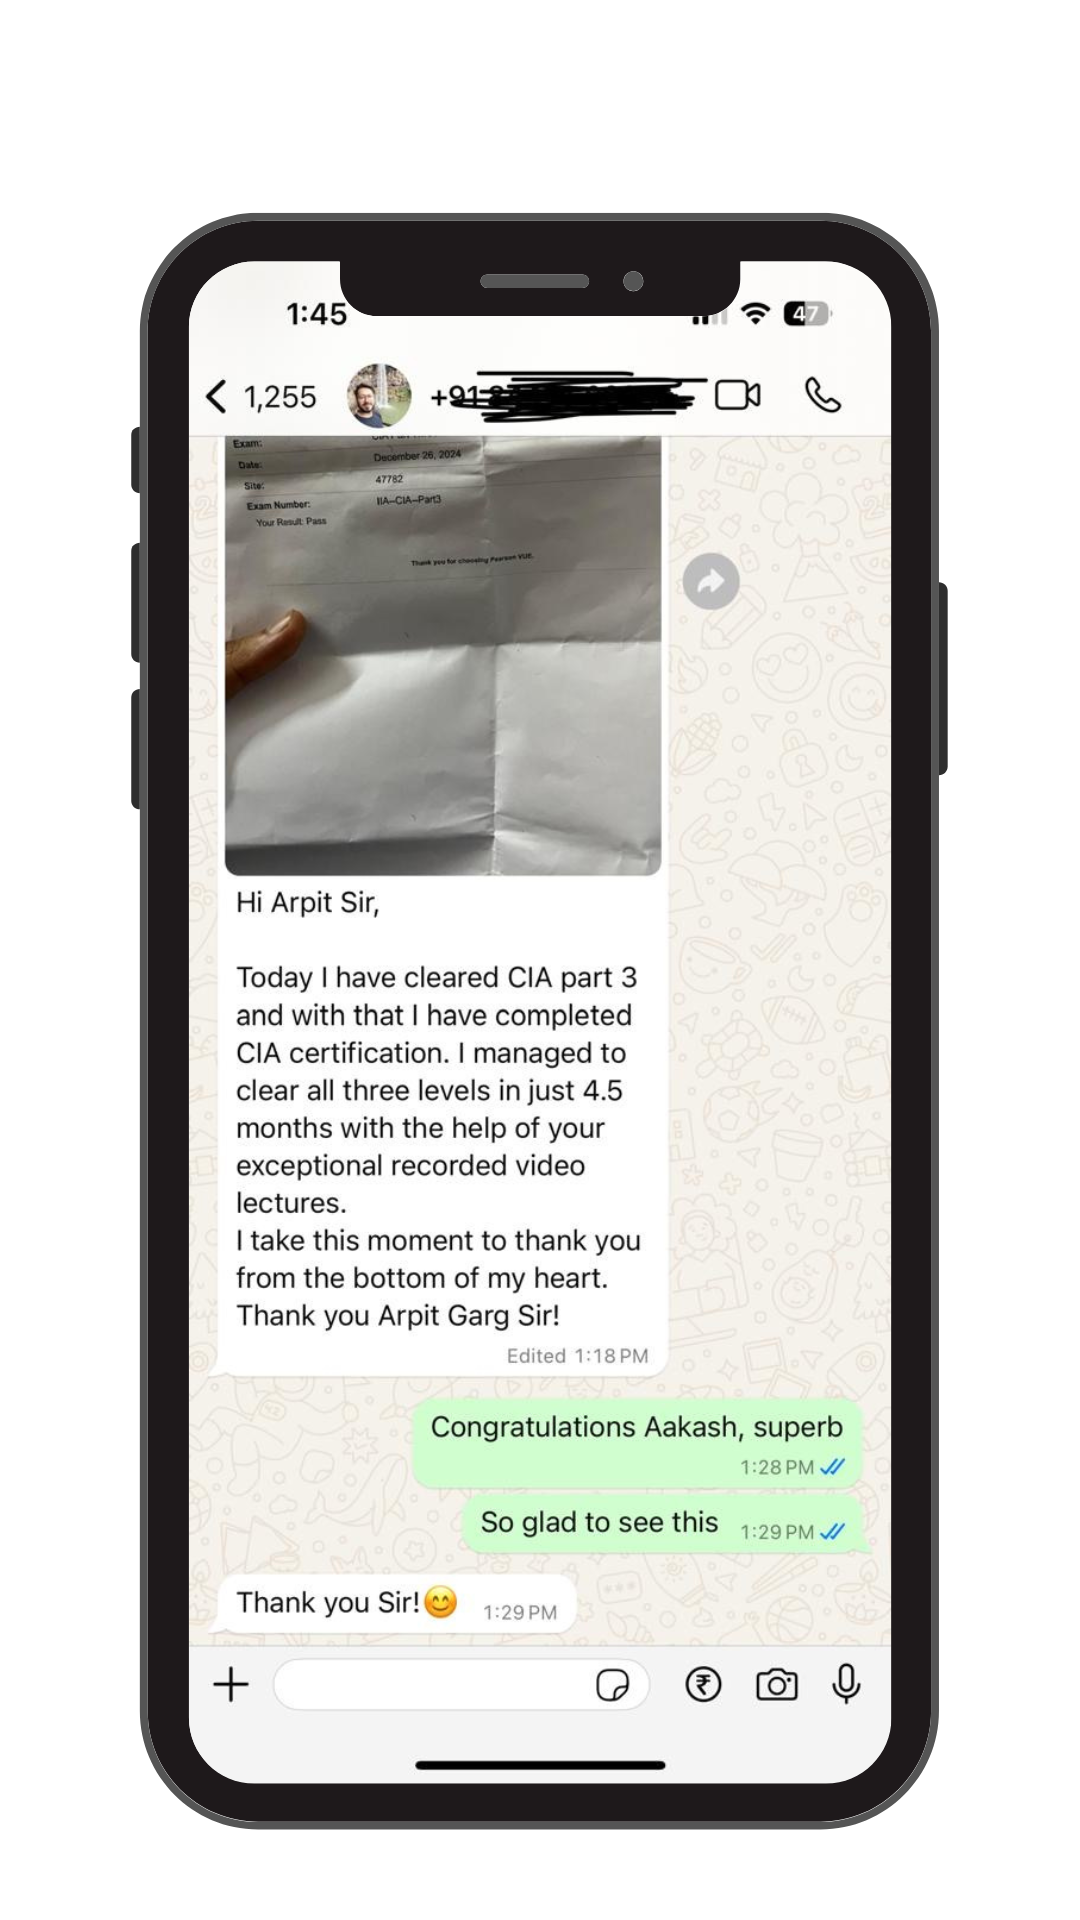 1:45
47
1,255
+91
Exam:
Date: December 26, 2024
Site: 47782
Exam Number: IIA-CIA-Part3
Your Result: Pass
Thank you for choosing Pearson VUE.
Hi Arpit Sir,
Today I have cleared CIA part 3
and with that I have completed
CIA certification. I managed to
clear all three levels in just 4.5
months with the help of your
exceptional recorded video
lectures.
I take this moment to thank you
from the bottom of my heart.
Thank you Arpit Garg Sir!
Edited 1:18 PM
Congratulations Aakash, superb
1:28 PM
So glad to see this 1:29 PM
Thank you Sir!😊 1:29 PM